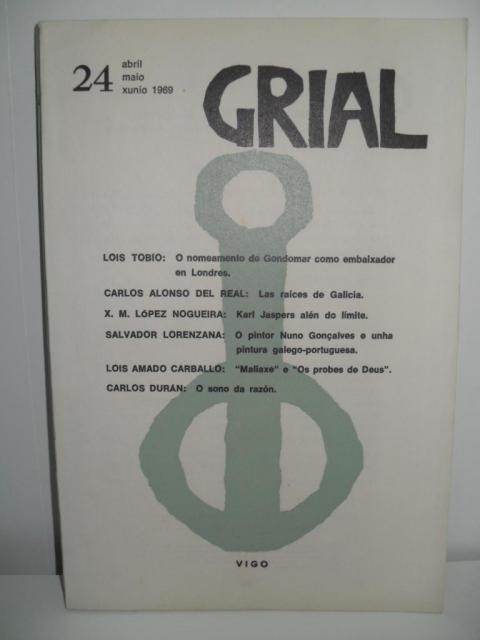 24
abril
maio
xunio 1969
GRIAL
LOIS TOBIO: O nomeamento de Gondomar como embaixador
en Londres.
CARLOS ALONSO DEL REAL: Las raíces de Galicia.
X. M. LÓPEZ NOGUEIRA: Karl Jaspers alén do límite.
SALVADOR LORENZANA: O pintor Nuno Gonçalves e unha
pintura galego-portuguesa.
LOIS AMADO CARBALLO: "Maliaxe" e "Os probes de Deus".
CARLOS DURÁN: O sono da razón.
VIGO